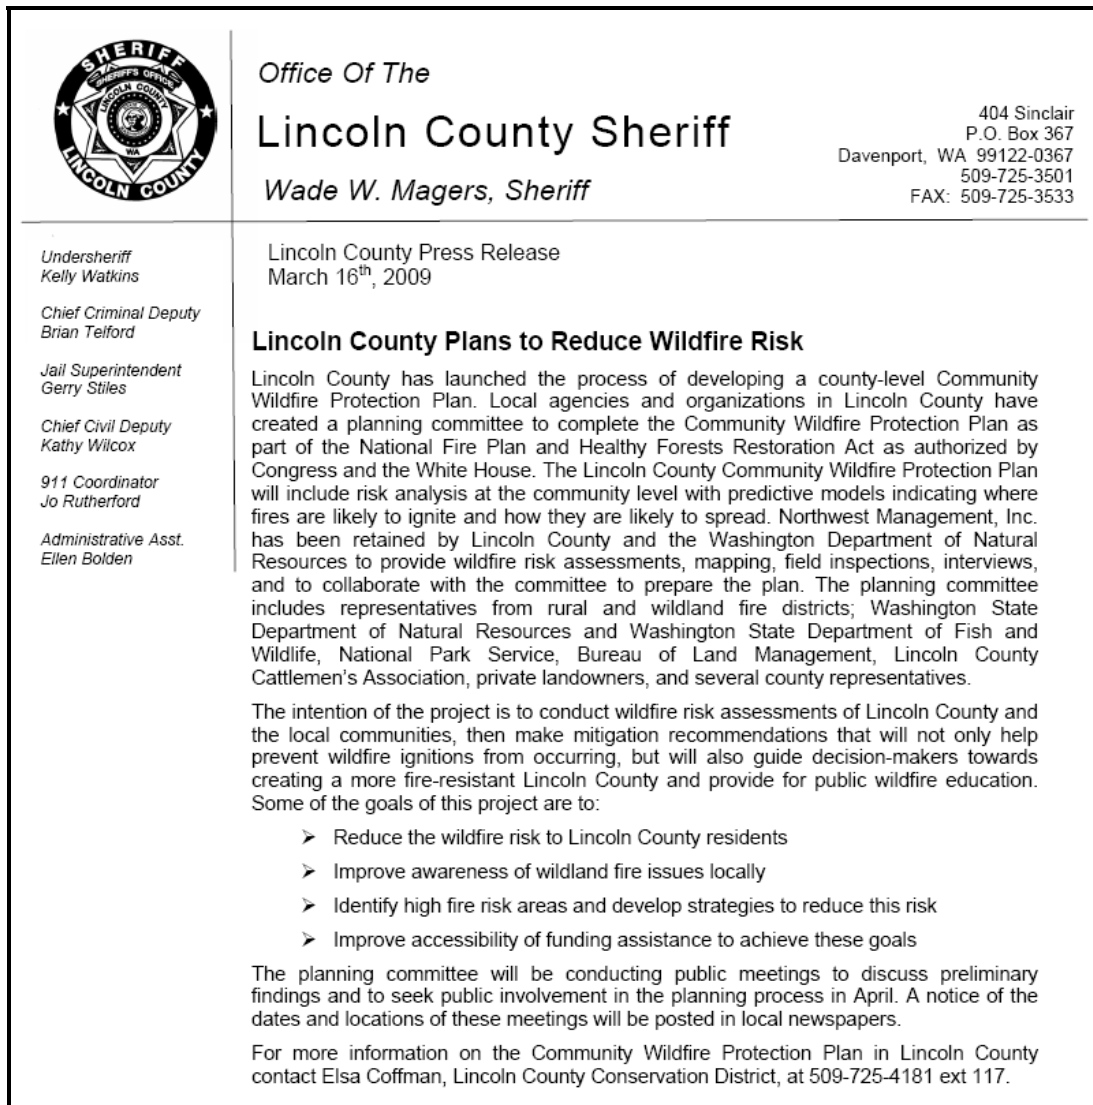 SHERIFF
SHERIFF'S OFFICE
LINCOLN COUNTY
WA
LINCOLN COUNTY
Office Of The
Lincoln County Sheriff
Wade W. Magers, Sheriff
404 Sinclair
P.O. Box 367
Davenport, WA 99122-0367
509-725-3501
FAX: 509-725-3533
Undersheriff
Kelly Watkins
Chief Criminal Deputy
Brian Telford
Jail Superintendent
Gerry Stiles
Chief Civil Deputy
Kathy Wilcox
911 Coordinator
Jo Rutherford
Administrative Asst.
Ellen Bolden
Lincoln County Press Release
March 16th, 2009
Lincoln County Plans to Reduce Wildfire Risk
Lincoln County has launched the process of developing a county-level Community
Wildfire Protection Plan. Local agencies and organizations in Lincoln County have
created a planning committee to complete the Community Wildfire Protection Plan as
part of the National Fire Plan and Healthy Forests Restoration Act as authorized by
Congress and the White House. The Lincoln County Community Wildfire Protection Plan
will include risk analysis at the community level with predictive models indicating where
fires are likely to ignite and how they are likely to spread. Northwest Management, Inc.
has been retained by Lincoln County and the Washington Department of Natural
Resources to provide wildfire risk assessments, mapping, field inspections, interviews,
and to collaborate with the committee to prepare the plan. The planning committee
includes representatives from rural and wildland fire districts; Washington State
Department of Natural Resources and Washington State Department of Fish and
Wildlife, National Park Service, Bureau of Land Management, Lincoln County
Cattlemen's Association, private landowners, and several county representatives.
The intention of the project is to conduct wildfire risk assessments of Lincoln County and
the local communities, then make mitigation recommendations that will not only help
prevent wildfire ignitions from occurring, but will also guide decision-makers towards
creating a more fire-resistant Lincoln County and provide for public wildfire education.
Some of the goals of this project are to:
➢ Reduce the wildfire risk to Lincoln County residents
➢ Improve awareness of wildland fire issues locally
➢ Identify high fire risk areas and develop strategies to reduce this risk
➢ Improve accessibility of funding assistance to achieve these goals
The planning committee will be conducting public meetings to discuss preliminary
findings and to seek public involvement in the planning process in April. A notice of the
dates and locations of these meetings will be posted in local newspapers.
For more information on the Community Wildfire Protection Plan in Lincoln County
contact Elsa Coffman, Lincoln County Conservation District, at 509-725-4181 ext 117.